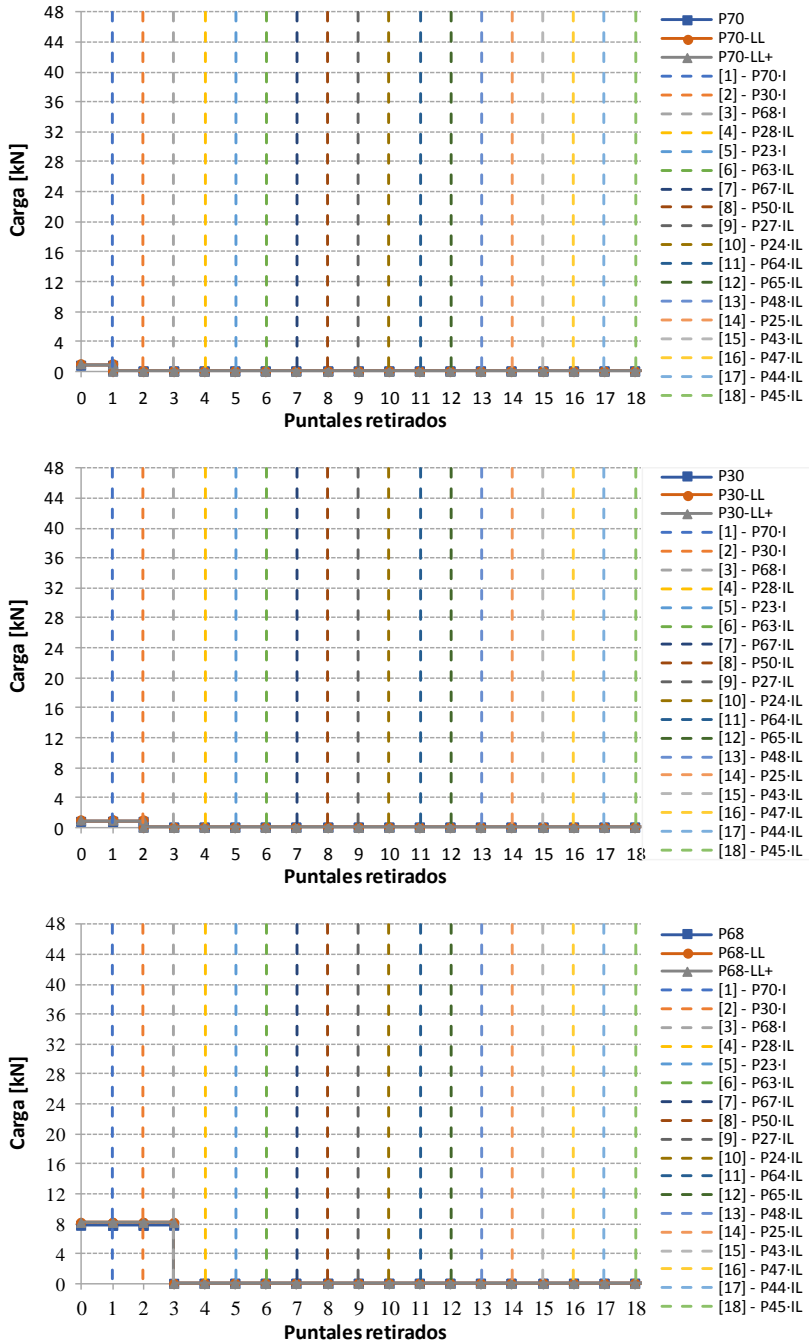 Carga [kN]
48
44
40
36
32
28
24
20
16
12
8
4
0
0 1 2 3 4 5 6 7 8 9 10 11 12 13 14 15 16 17 18
Puntales retirados
P70
P70-LL
P70-LL+
[1] - P70·I
[2] - P30·I
[3] - P68·I
[4] - P28·IL
[5] - P23·I
[6] - P63·IL
[7] - P67·IL
[8] - P50·IL
[9] - P27·IL
[10] - P24·IL
[11] - P64·IL
[12] - P65·IL
[13] - P48·IL
[14] - P25·IL
[15] - P43·IL
[16] - P47·IL
[17] - P44·IL
[18] - P45·IL
Carga [kN]
48
44
40
36
32
28
24
20
16
12
8
4
0
0 1 2 3 4 5 6 7 8 9 10 11 12 13 14 15 16 17 18
Puntales retirados
P30
P30-LL
P30-LL+
[1] - P70·I
[2] - P30·I
[3] - P68·I
[4] - P28·IL
[5] - P23·I
[6] - P63·IL
[7] - P67·IL
[8] - P50·IL
[9] - P27·IL
[10] - P24·IL
[11] - P64·IL
[12] - P65·IL
[13] - P48·IL
[14] - P25·IL
[15] - P43·IL
[16] - P47·IL
[17] - P44·IL
[18] - P45·IL
Carga [kN]
48
44
40
36
32
28
24
20
16
12
8
4
0
0 1 2 3 4 5 6 7 8 9 10 11 12 13 14 15 16 17 18
Puntales retirados
P68
P68-LL
P68-LL+
[1] - P70·I
[2] - P30·I
[3] - P68·I
[4] - P28·IL
[5] - P23·I
[6] - P63·IL
[7] - P67·IL
[8] - P50·IL
[9] - P27·IL
[10] - P24·IL
[11] - P64·IL
[12] - P65·IL
[13] - P48·IL
[14] - P25·IL
[15] - P43·IL
[16] - P47·IL
[17] - P44·IL
[18] - P45·IL